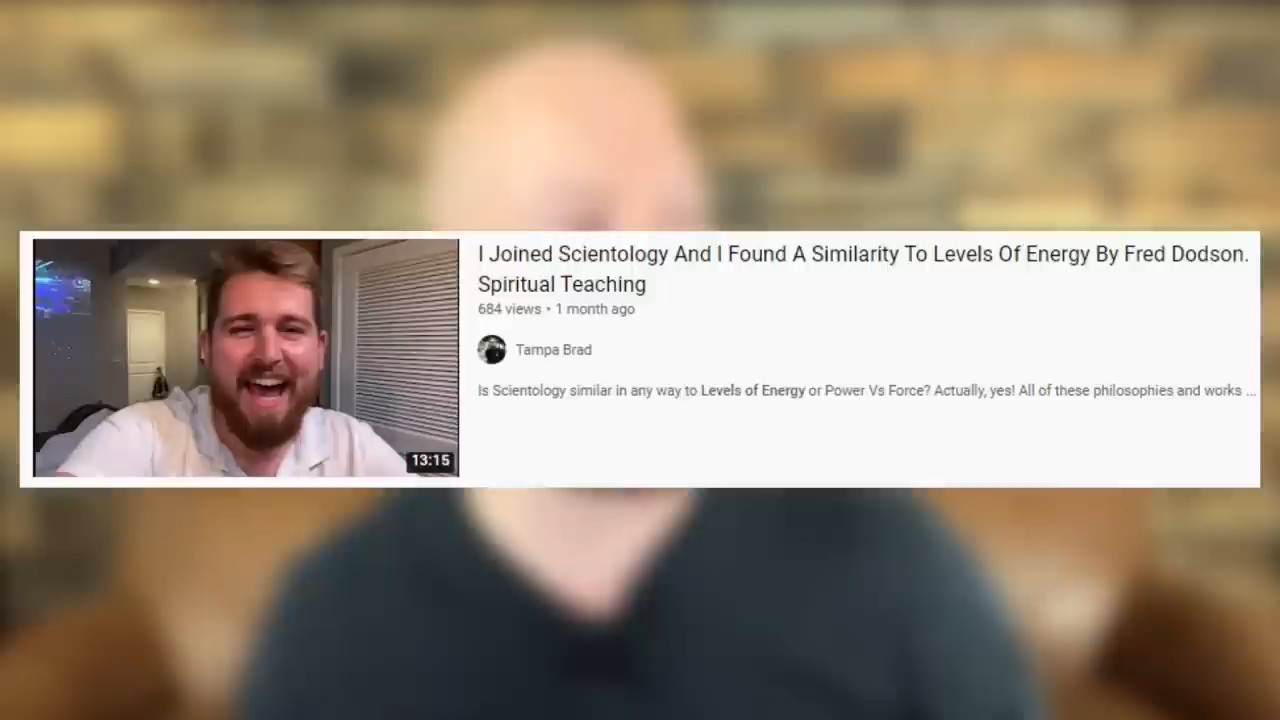 I Joined Scientology And I Found A Similarity To Levels Of Energy By Fred Dodson.
Spiritual Teaching
684 views • 1 month ago
Tampa Brad
Is Scientology similar in any way to Levels of Energy or Power Vs Force? Actually, yes! All of these philosophies and works ...
13:15